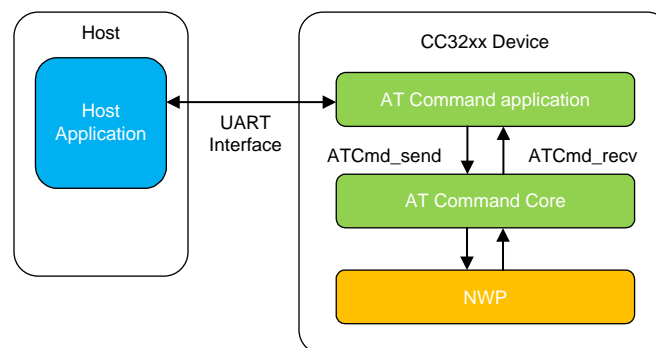 Host
CC32xx Device
Host
Application
UART
Interface
AT Command application
ATCmd_send
ATCmd_recv
AT Command Core
NWP